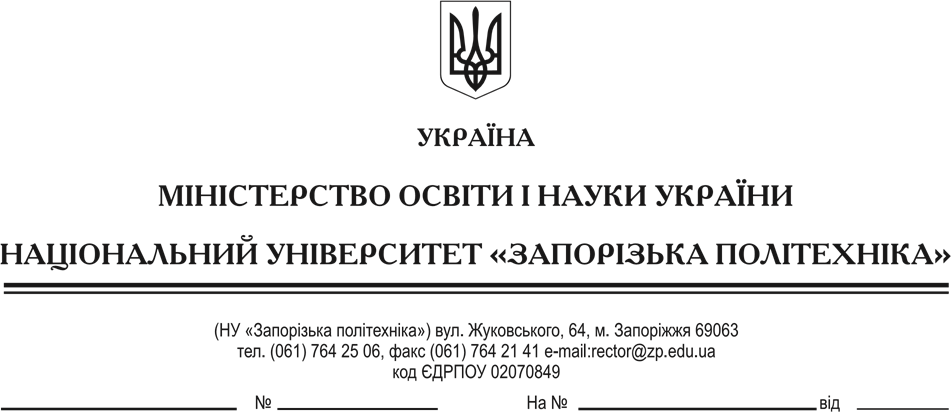 УКРАЇНА
МІНІСТЕРСТВО ОСВІТИ І НАУКИ УКРАЇНИ
НАЦІОНАЛЬНИЙ УНІВЕРСИТЕТ «ЗАПОРІЗЬКА ПОЛІТЕХНІКА»
(НУ «Запорізька політехніка») вул. Жуковського, 64, м. Запоріжжя 69063
тел. (061) 764 25 06, факс (061) 764 21 41 e-mail:rector@zp.edu.ua
код ЄДРПОУ 02070849
№ На № від